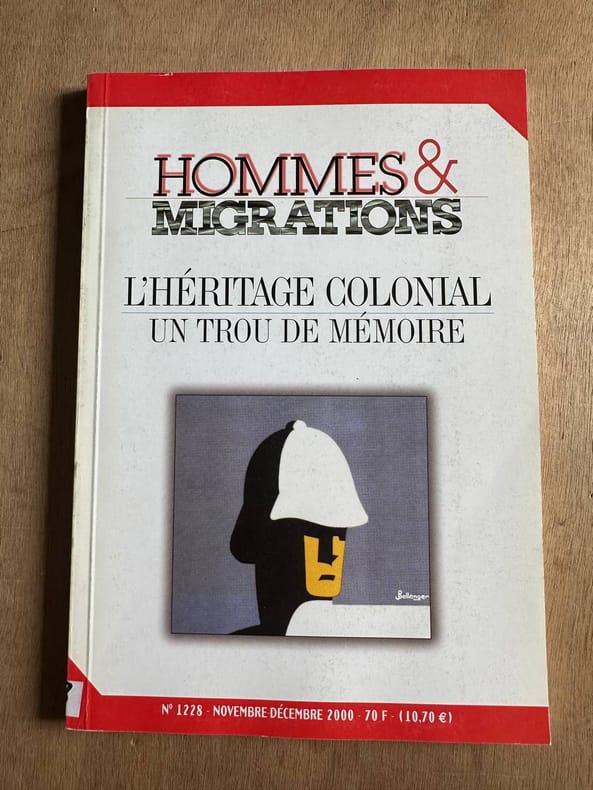 HOMMES &
MIGRATIONS
L'HÉRITAGE COLONIAL
UN TROU DE MÉMOIRE
Bellenger
N° 1228 - NOVEMBRE-DÉCEMBRE 2000 - 70 F - (10,70 €)